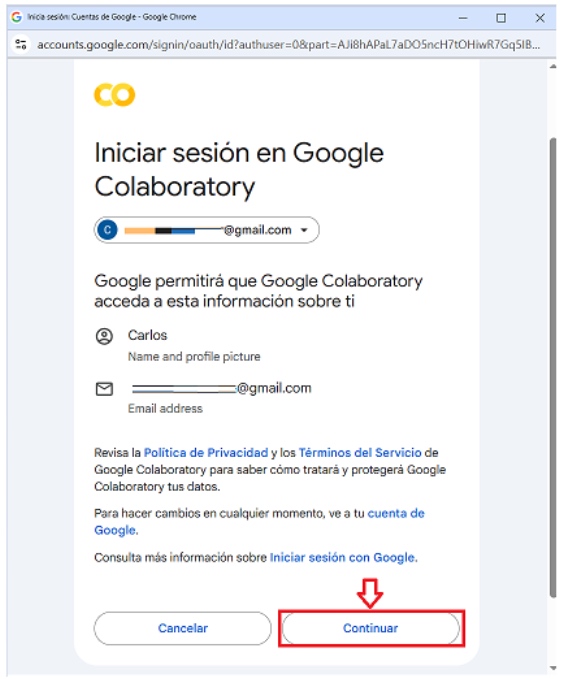 Inicia sesión: Cuentas de Google - Google Chrome
accounts.google.com/signin/oauth/id?authuser=0&part=AJi8hAPaL7aDO5ncH7tOHiwR7Gq5IB...
Iniciar sesión en Google
Colaboratory
C
@gmail.com
Google permitirá que Google Colaboratory
acceda a esta información sobre ti
Carlos
Name and profile picture
@gmail.com
Email address
Revisa la Política de Privacidad y los Términos del Servicio de
Google Colaboratory para saber cómo tratará y protegerá Google
Colaboratory tus datos.
Para hacer cambios en cualquier momento, ve a tu cuenta de
Google.
Consulta más información sobre Iniciar sesión con Google.
Cancelar
Continuar